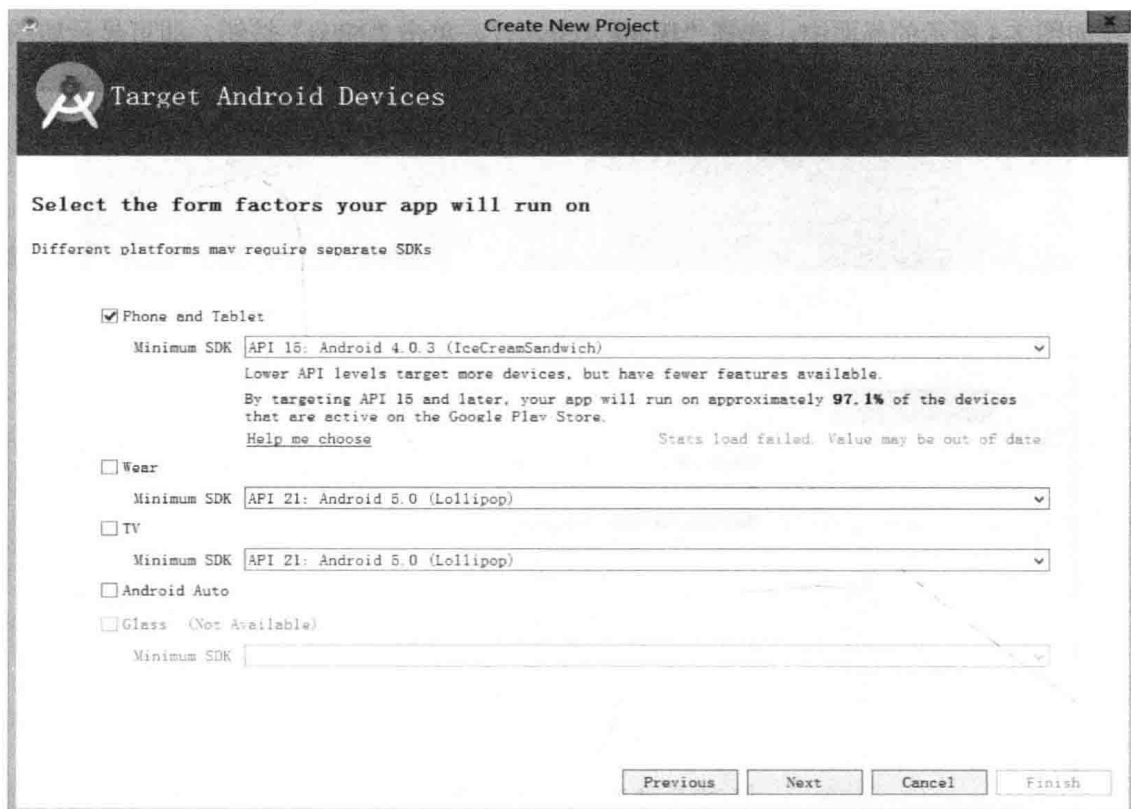 Create New Project
Target Android Devices
Select the form factors your app will run on
Different platforms may require separate SDKs
Phone and Tablet
Minimum SDK API 15: Android 4.0.3 (IceCreamSandwich)
Lower API levels target more devices, but have fewer features available.
By targeting API 15 and later, your app will run on approximately 97.1% of the devices
that are active on the Google Play Store.
Help me choose Stats load failed. Value may be out of date.
Wear
Minimum SDK API 21: Android 5.0 (Lollipop)
TV
Minimum SDK API 21: Android 5.0 (Lollipop)
Android Auto
Glass (Not Available)
Minimum SDK
Previous Next Cancel Finish